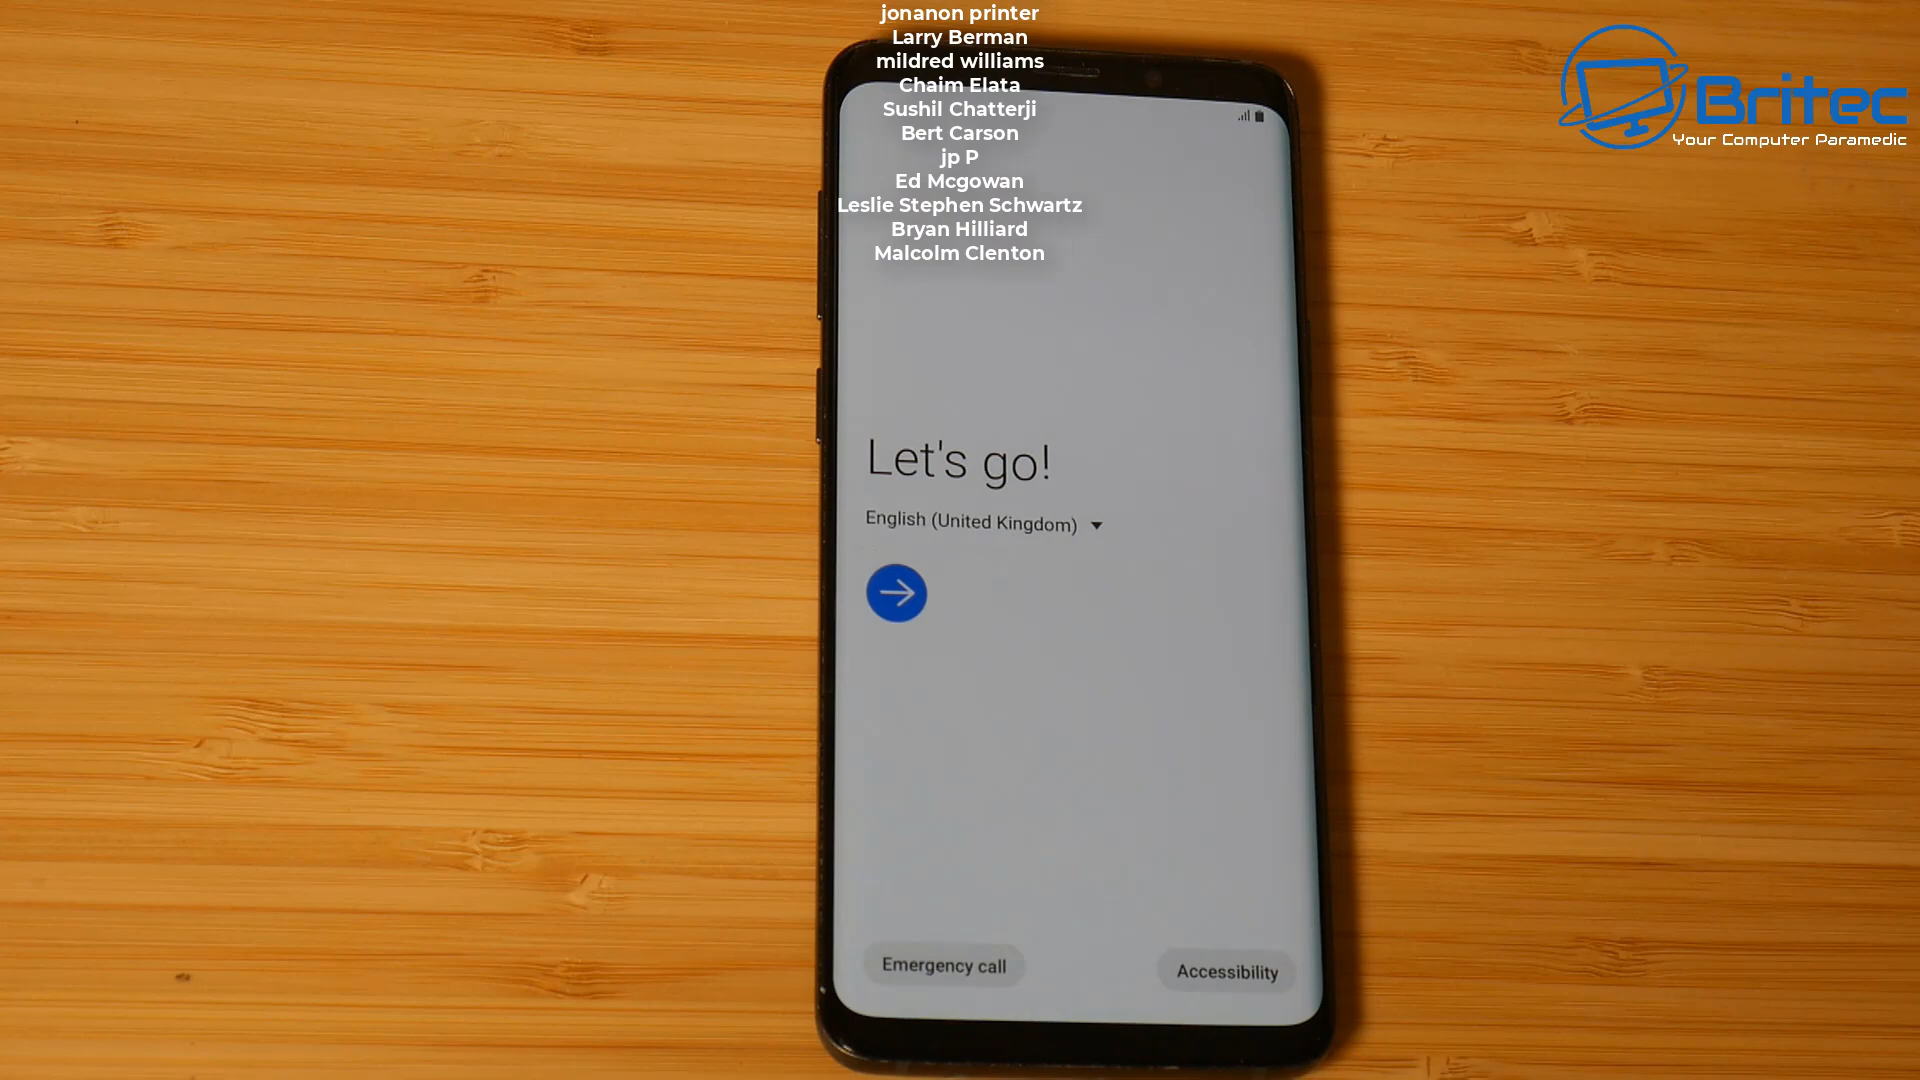 jonanon printer
Larry Berman
mildred williams
Chaim Elata
Sushil Chatterji
Bert Carson
jp P
Ed Mcgowan
Leslie Stephen Schwartz
Bryan Hilliard
Malcolm Clenton
Britec
Your Computer Paramedic
Let's go!
English (United Kingdom)
Emergency call
Accessibility